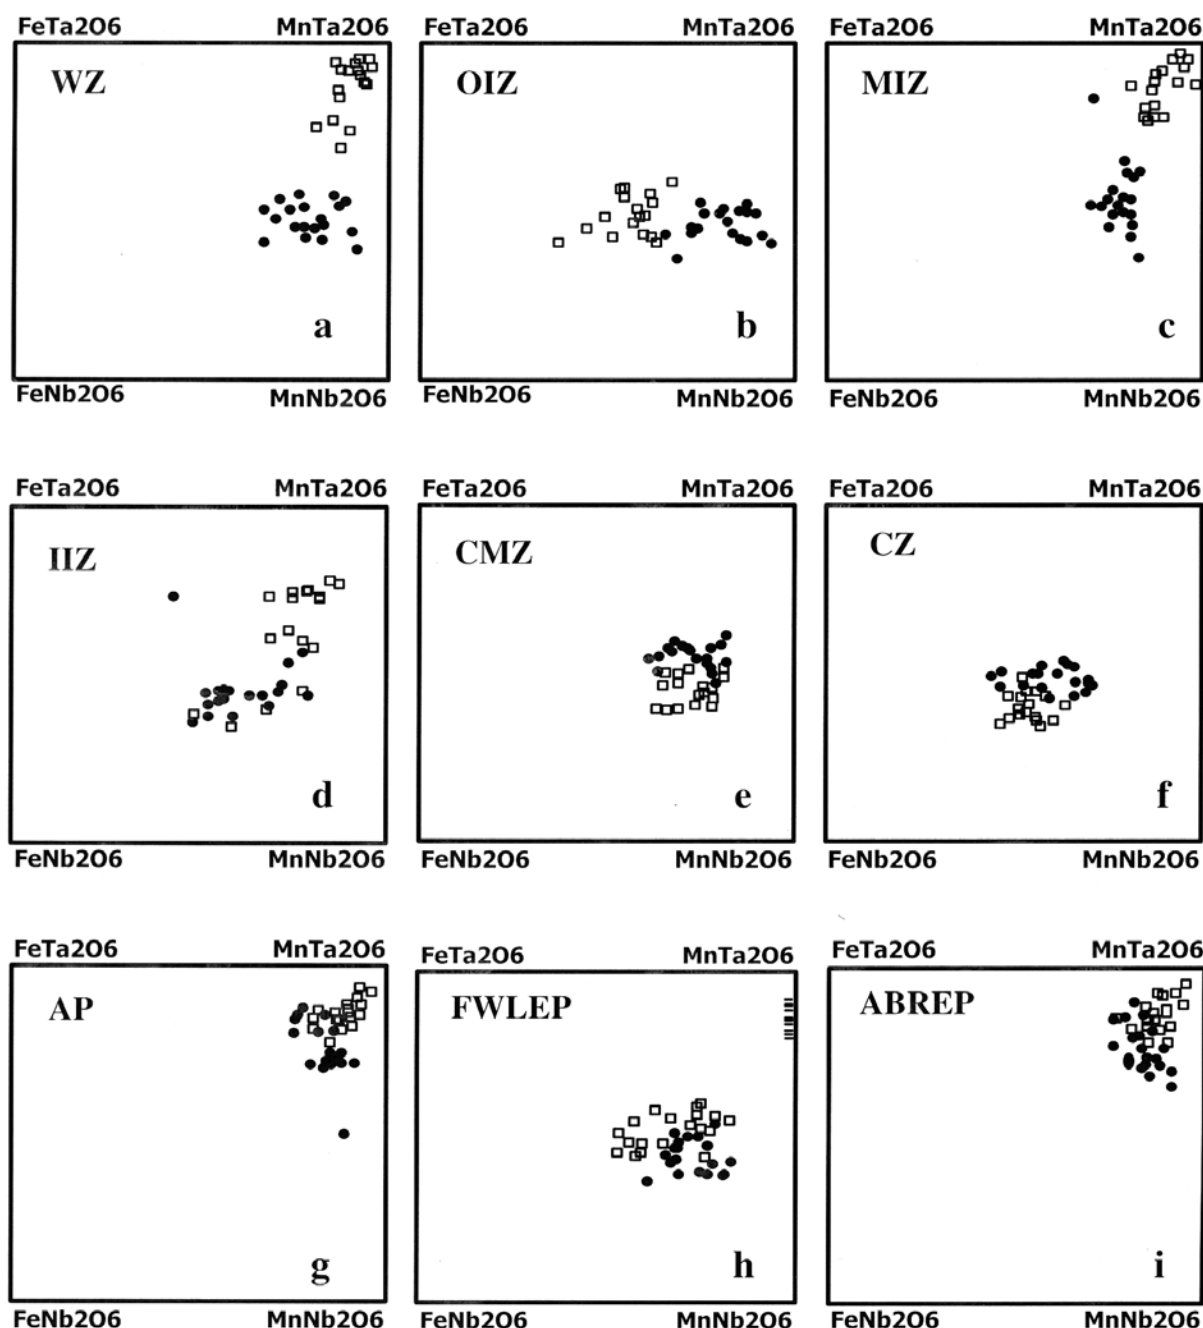 FeTa2O6 MnTa2O6 FeTa2O6 MnTa2O6 FeTa2O6 MnTa2O6
WZ OIZ MIZ
a b c
FeNb2O6 MnNb2O6 FeNb2O6 MnNb2O6 FeNb2O6 MnNb2O6
FeTa2O6 MnTa2O6 FeTa2O6 MnTa2O6 FeTa2O6 MnTa2O6
IIZ CMZ CZ
d e f
FeNb2O6 MnNb2O6 FeNb2O6 MnNb2O6 FeNb2O6 MnNb2O6
FeTa2O6 MnTa2O6 FeTa2O6 MnTa2O6 FeTa2O6 MnTa2O6
AP FWLEP ABREP
g h i
FeNb2O6 MnNb2O6 FeNb2O6 MnNb2O6 FeNb2O6 MnNb2O6